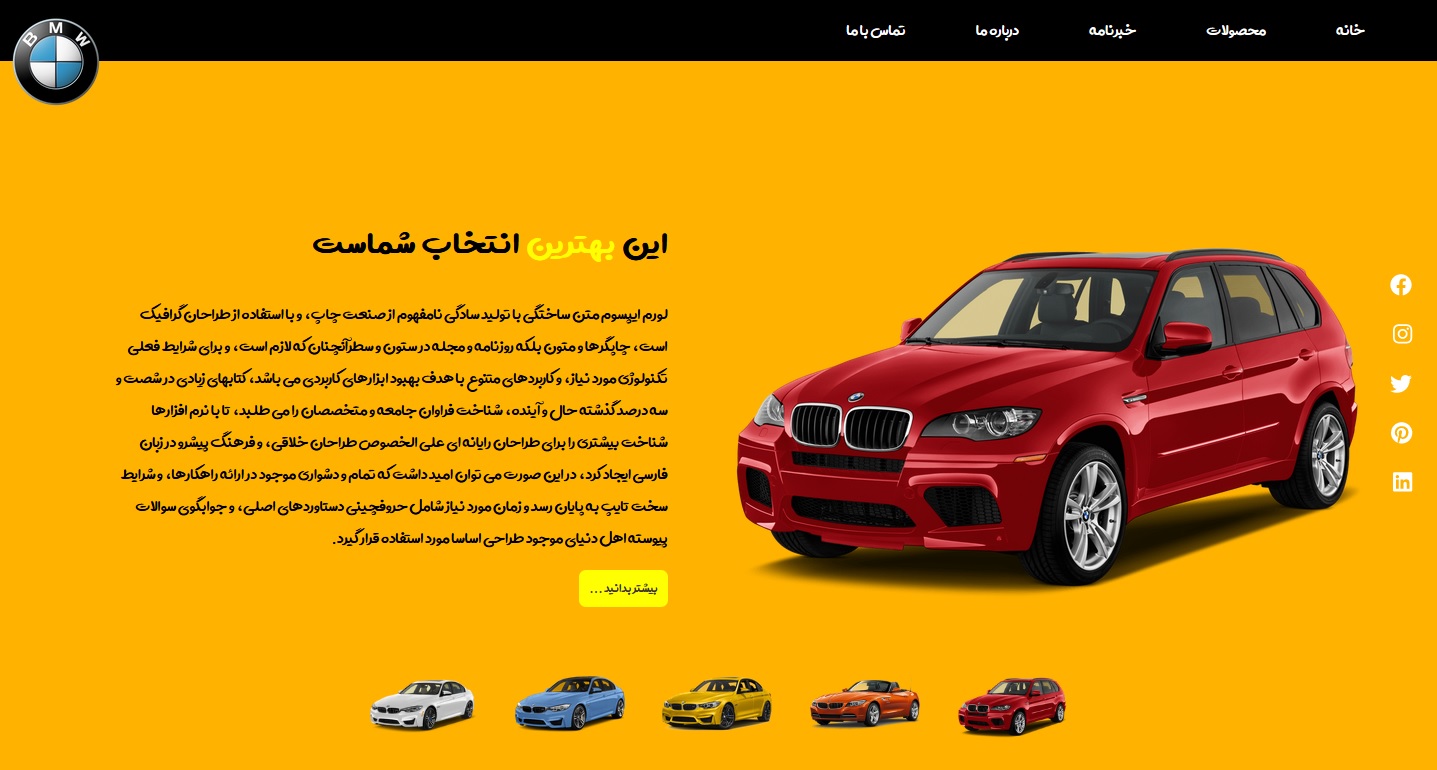 BMW
خانه
محصولات
خبرنامه
درباره ما
تماس با ما
این بهترین انتخاب شماست
لورم ایپسوم متن ساختگی با تولید سادگی نامفهوم از صنعت چاپ، و با استفاده از طراحان گرافیک
است، چاپگرها و متون بلکه روزنامه و مجله در ستون و سطرآنچنان که لازم است، و برای شرایط فعلی
تکنولوژی مورد نیاز، و کاربردهای متنوع با هدف بهبود ابزارهای کاربردی می باشد، کتابهای زیادی در شصت و
سه درصد گذشته حال و آینده، شناخت فراوان جامعه و متخصصان را می طلبد، تا با نرم افزارها
شناخت بیشتری را برای طراحان رایانه ای علی الخصوص طراحان خلاقی، و فرهنگ پیشرو در زبان
فارسی ایجاد کرد، در این صورت می توان امید داشت که تمام و دشواری موجود در ارائه راهکارها، و شرایط
سخت تایپ به پایان رسد و زمان مورد نیاز شامل حروفچینی دستاوردهای اصلی، و جوابگوی سوالات
پیوسته اهل دنیای موجود طراحی اساسا مورد استفاده قرار گیرد.
بیشتر بدانید ...